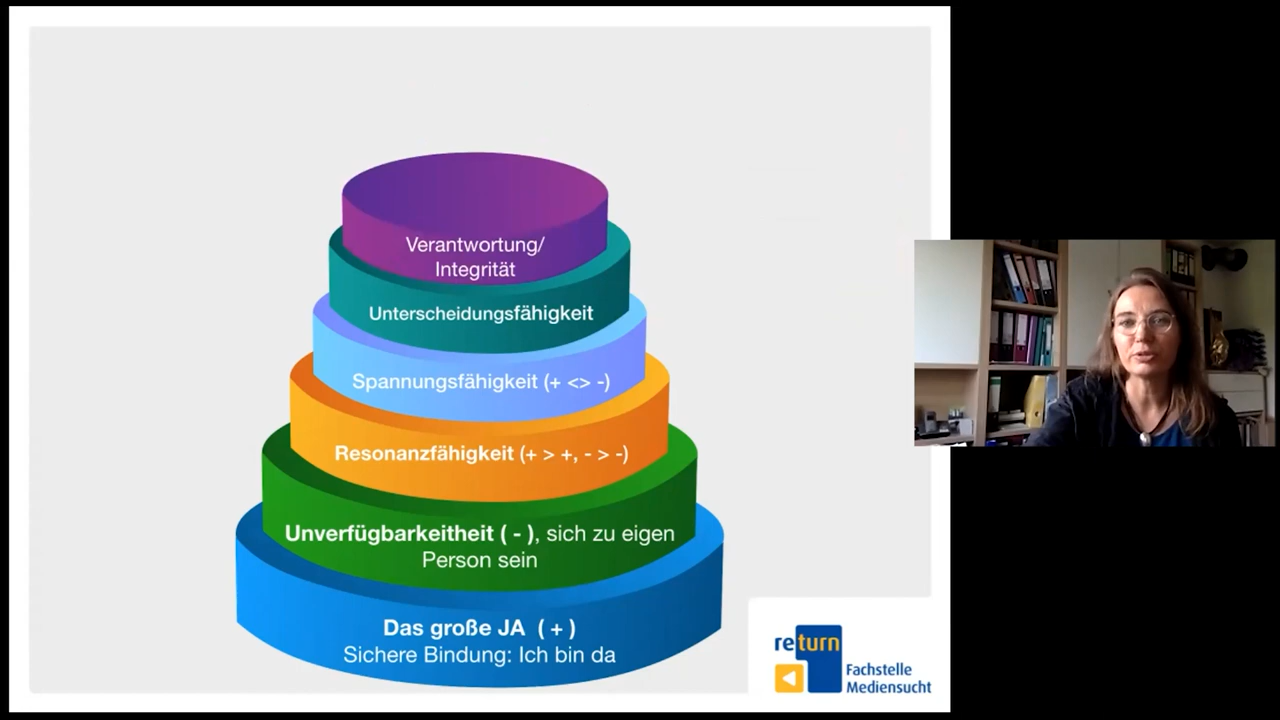 Verantwortung/
Integrität
Unterscheidungsfähigkeit
Spannungsfähigkeit (+ <> -)
Resonanzfähigkeit (+ > +, - > -)
Unverfügbarkeitheit ( - ), sich zu eigen
Person sein
Das große JA ( + )
Sichere Bindung: Ich bin da
return
Fachstelle
Mediensucht